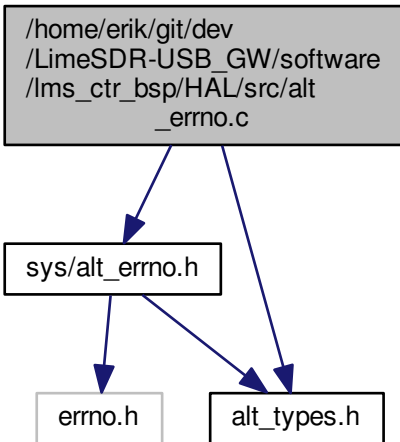 /home/erik/git/dev
/LimeSDR-USB_GW/software
/lms_ctr_bsp/HAL/src/alt
_errno.c
sys/alt_errno.h
errno.h
alt_types.h